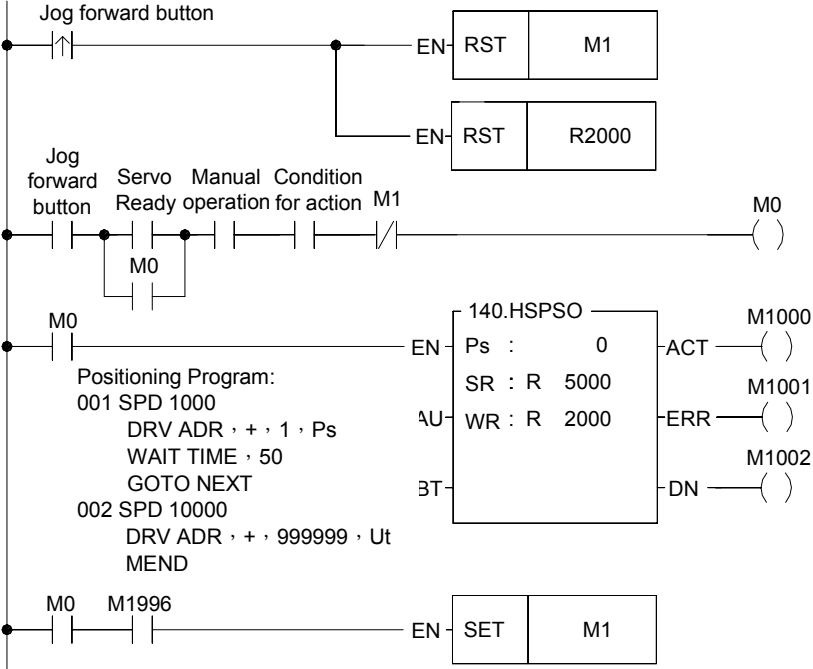 Jog forward button
EN RST M1
EN RST R2000
Jog forward button
Servo Ready
Manual operation
Condition for action
M1
M0
M0
M0
140.HSPSO
M1000
EN Ps : 0 ACT
SR : R 5000
M1001
AU WR : R 2000 ERR
M1002
BT DN
Positioning Program:
001 SPD 1000
DRV ADR,+,1,Ps
WAIT TIME,50
GOTO NEXT
002 SPD 10000
DRV ADR,+,999999,Ut
MEND
M0 M1996
EN SET M1